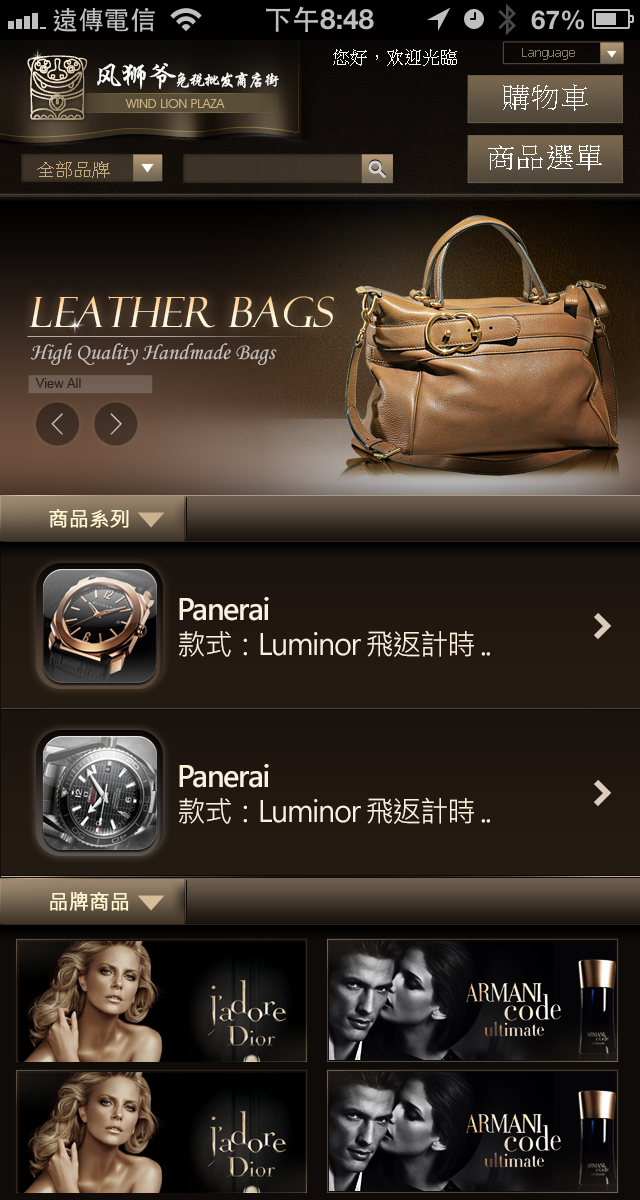 遠傳電信 下午8:48 67%
您好，欢迎光臨
Language
风狮爷免税批发商店街
WIND LION PLAZA
購物車
商品選單
全部品牌
LEATHER BAGS
High Quality Handmade Bags
View All
商品系列
Panerai
款式：Luminor 飛返計時 ..
Panerai
款式：Luminor 飛返計時 ..
品牌商品
j'adore
Dior
ARMANI
code
ultimate
j'adore
Dior
ARMANI
code
ultimate